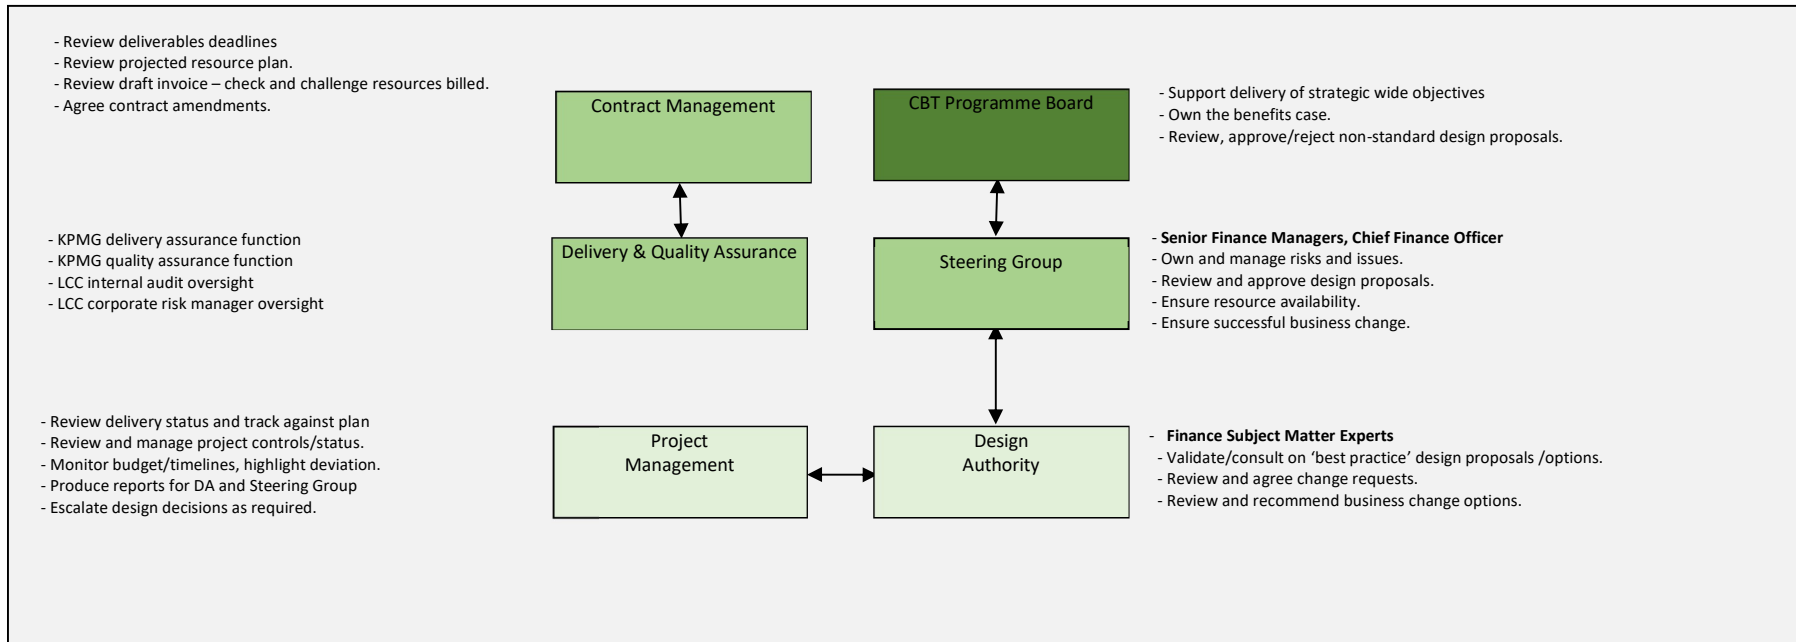 - Review deliverables deadlines
- Review projected resource plan.
- Review draft invoice – check and challenge resources billed.
- Agree contract amendments.
Contract Management
CBT Programme Board
- Support delivery of strategic wide objectives
- Own the benefits case.
- Review, approve/reject non-standard design proposals.
- KPMG delivery assurance function
- KPMG quality assurance function
- LCC internal audit oversight
- LCC corporate risk manager oversight
Delivery & Quality Assurance
Steering Group
- Senior Finance Managers, Chief Finance Officer
- Own and manage risks and issues.
- Review and approve design proposals.
- Ensure resource availability.
- Ensure successful business change.
- Review delivery status and track against plan
- Review and manage project controls/status.
- Monitor budget/timelines, highlight deviation.
- Produce reports for DA and Steering Group
- Escalate design decisions as required.
Project
Management
Design
Authority
- Finance Subject Matter Experts
- Validate/consult on ‘best practice’ design proposals /options.
- Review and agree change requests.
- Review and recommend business change options.